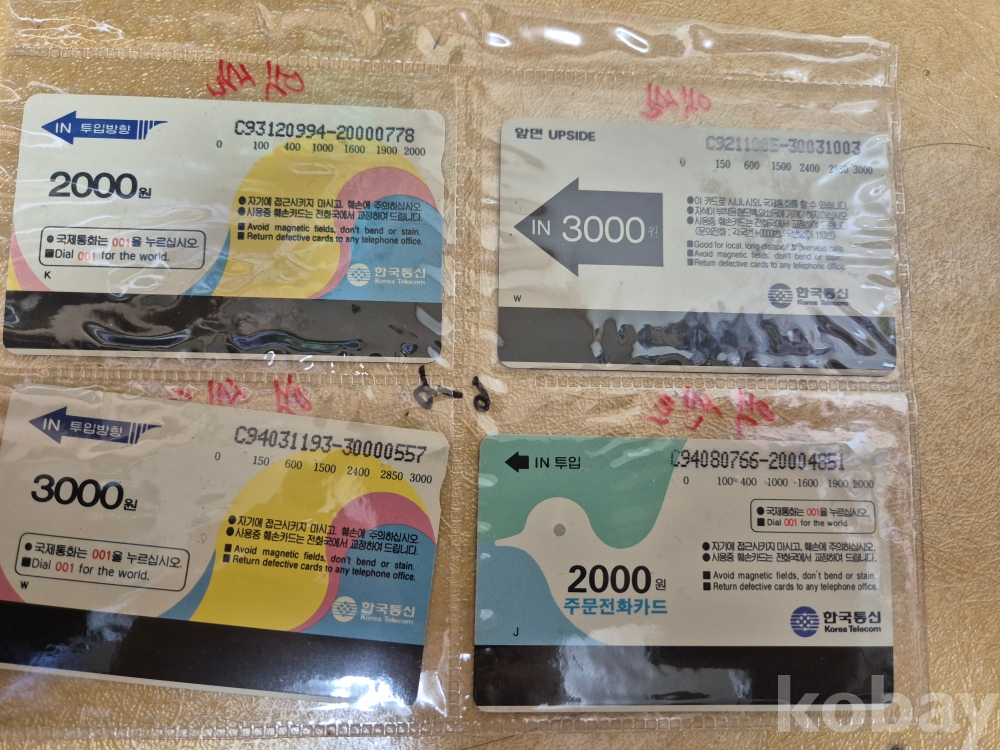 IN 투입방향
C93120994-20000778
0 100 400 1000 1600 1900 2000
2000원
● 자기에 접근시키지 마시고, 훼손에 주의하십시오.
● 사용중 훼손카드는 전화국에서 교정하여 드립니다.
■ Avoid magnetic fields, don't bend or stain.
■ Return defective cards to any telephone office.
● 국제통화는 001을 누르십시오.
■ Dial 001 for the world.
K
한국통신
Korea Telecom
앞면 UPSIDE
0 150 600 1500 2400 2850 3000
IN 3000원
■ Good for local, long-distance & overseas calls.
■ Avoid magnetic fields, don't bend or stain.
■ Return defective cards to any telephone office.
W
한국통신
Korea Telecom
IN 투입방향
C94031193-30000557
0 150 600 1500 2400 2850 3000
3000원
● 자기에 접근시키지 마시고, 훼손에 주의하십시오.
● 사용중 훼손카드는 전화국에서 교정하여 드립니다.
■ Avoid magnetic fields, don't bend or stain.
■ Return defective cards to any telephone office.
● 국제통화는 001을 누르십시오.
■ Dial 001 for the world.
W
한국통신
Korea Telecom
IN 투입
C94080766-20004851
0 100 400 1000 1600 1900 2000
● 국제통화는 001을 누르십시오.
■ Dial 001 for the world.
● 자기에 접근시키지 마시고, 훼손에 주의하십시오.
● 사용중 훼손카드는 전화국에서 교정하여 드립니다.
■ Avoid magnetic fields, don't bend or stain.
■ Return defective cards to any telephone office.
2000원
주문전화카드
J
한국통신
Korea Telecom
kobay